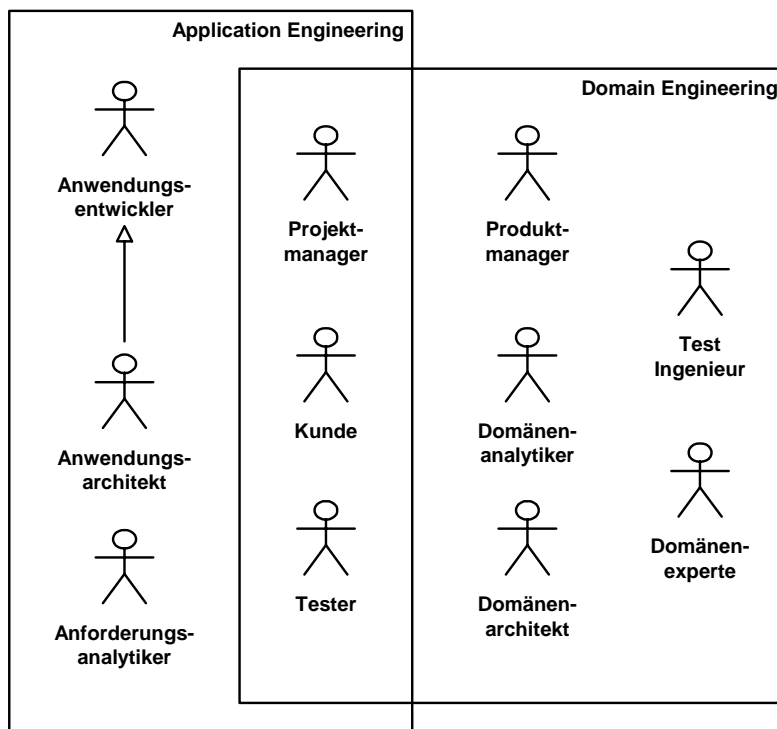 Application Engineering
Domain Engineering
Anwendungs-
entwickler
Projekt-
manager
Produkt-
manager
Test
Ingenieur
Anwendungs-
architekt
Kunde
Domänen-
analytiker
Domänen-
experte
Anforderungs-
analytiker
Tester
Domänen-
architekt